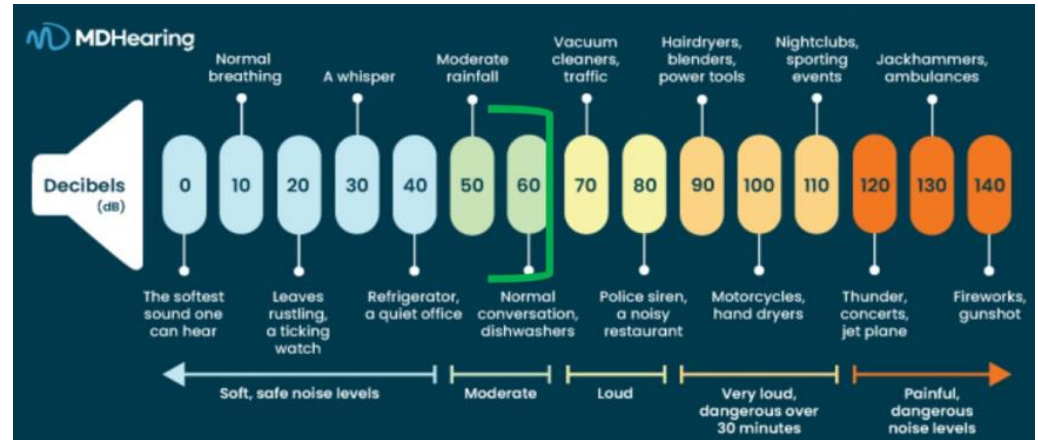 MDHearing
Normal
breathing
A whisper
Moderate
rainfall
Vacuum
cleaners,
traffic
Hairdryers,
blenders,
power tools
Nightclubs,
sporting
events
Jackhammers,
ambulances
Decibels
(dB)
0 10 20 30 40 50 60 70 80 90 100 110 120 130 140
The softest
sound one
can hear
Leaves
rustling,
a ticking
watch
Refrigerator,
a quiet office
Normal
conversation,
dishwashers
Police siren,
a noisy
restaurant
Motorcycles,
hand dryers
Thunder,
concerts,
jet plane
Fireworks,
gunshot
Soft, safe noise levels
Moderate
Loud
Very loud,
dangerous over
30 minutes
Painful,
dangerous
noise levels